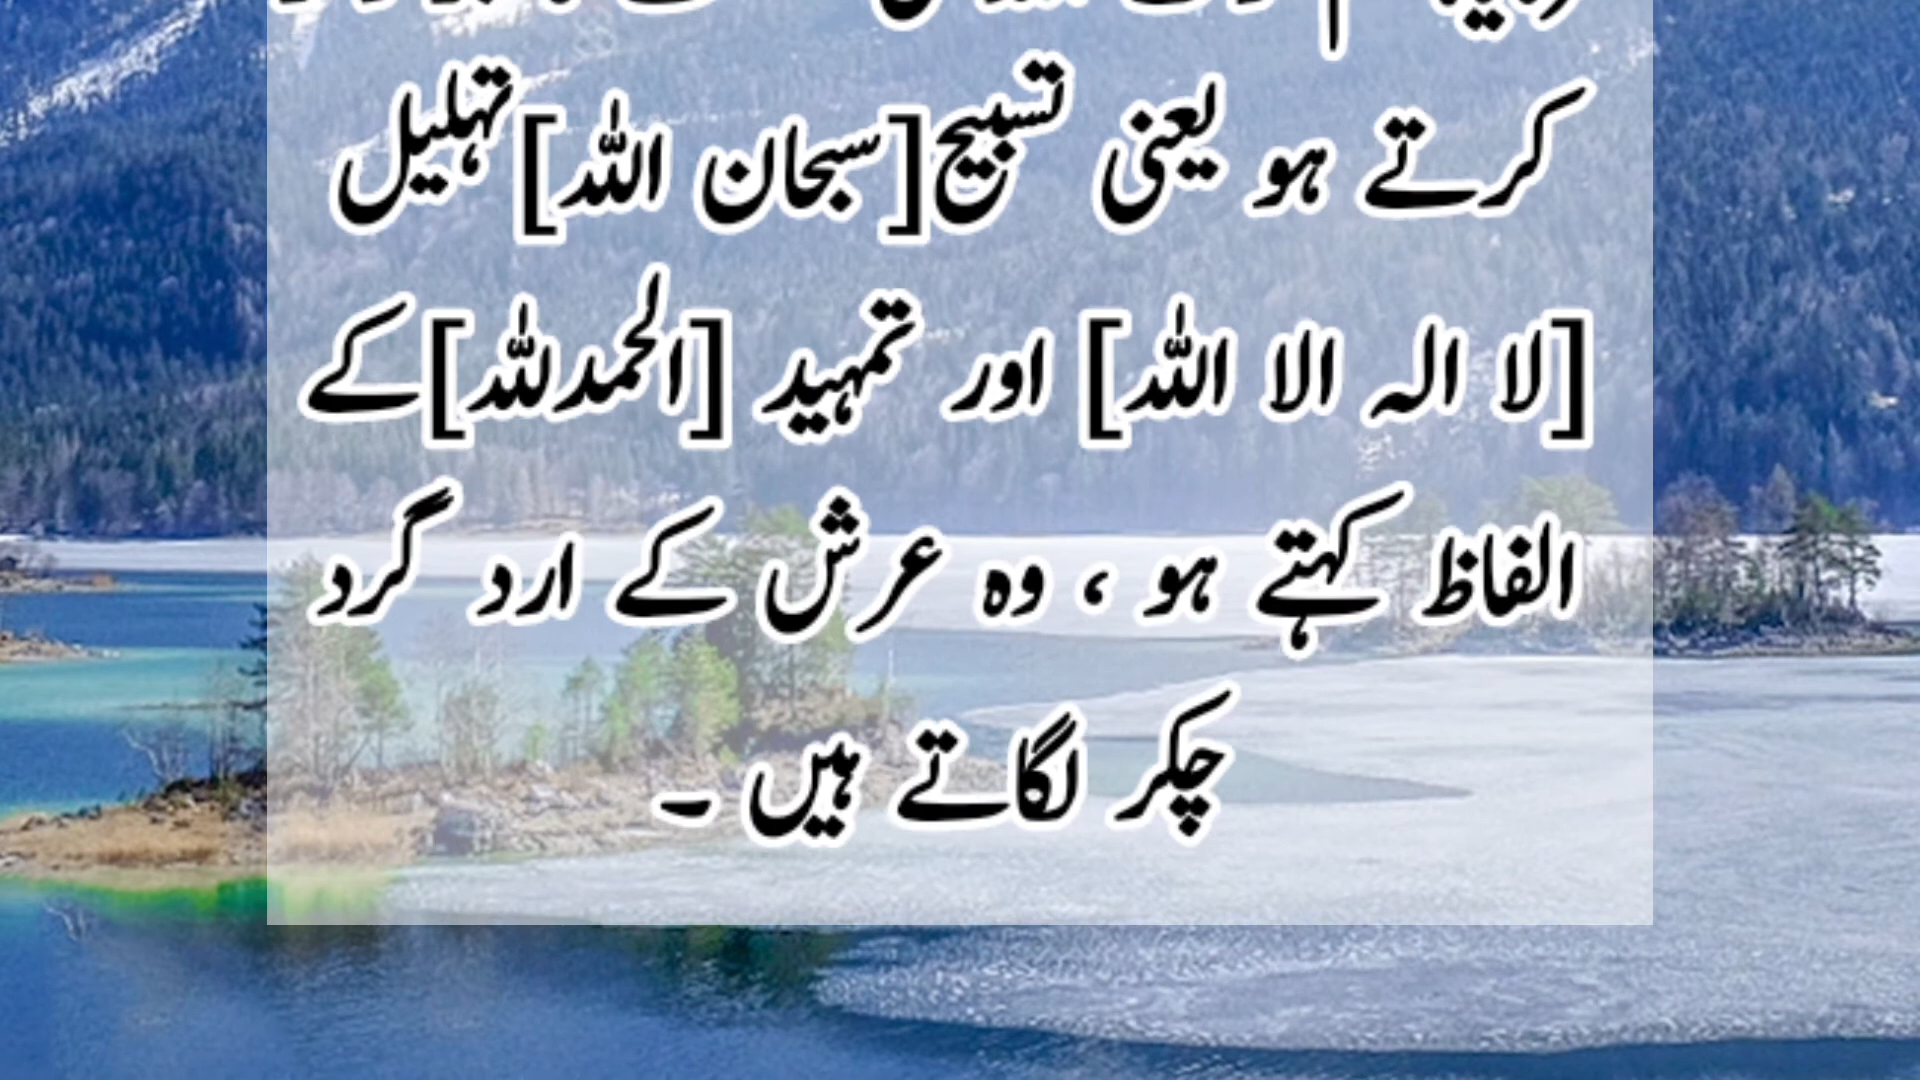 کرتے ہو یعنی تسبیح[سبحان اللہ]تہلیل
[لا الہ الا اللہ] اور تمہید [الحمدللہ]کے
الفاظ کہتے ہو ، وہ عرش کے ارد گرد
چکر لگاتے ہیں ۔